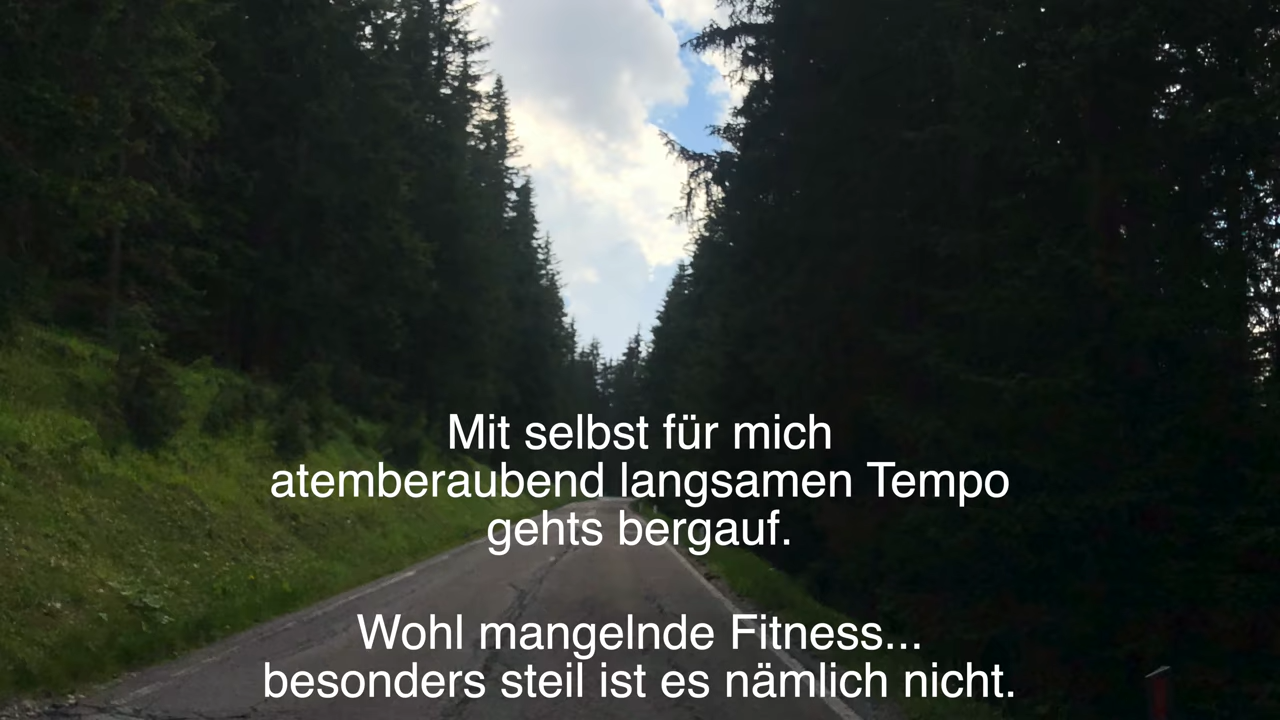 Mit selbst für mich
atemberaubend langsamen Tempo
gehts bergauf.
Wohl mangelnde Fitness...
besonders steil ist es nämlich nicht.